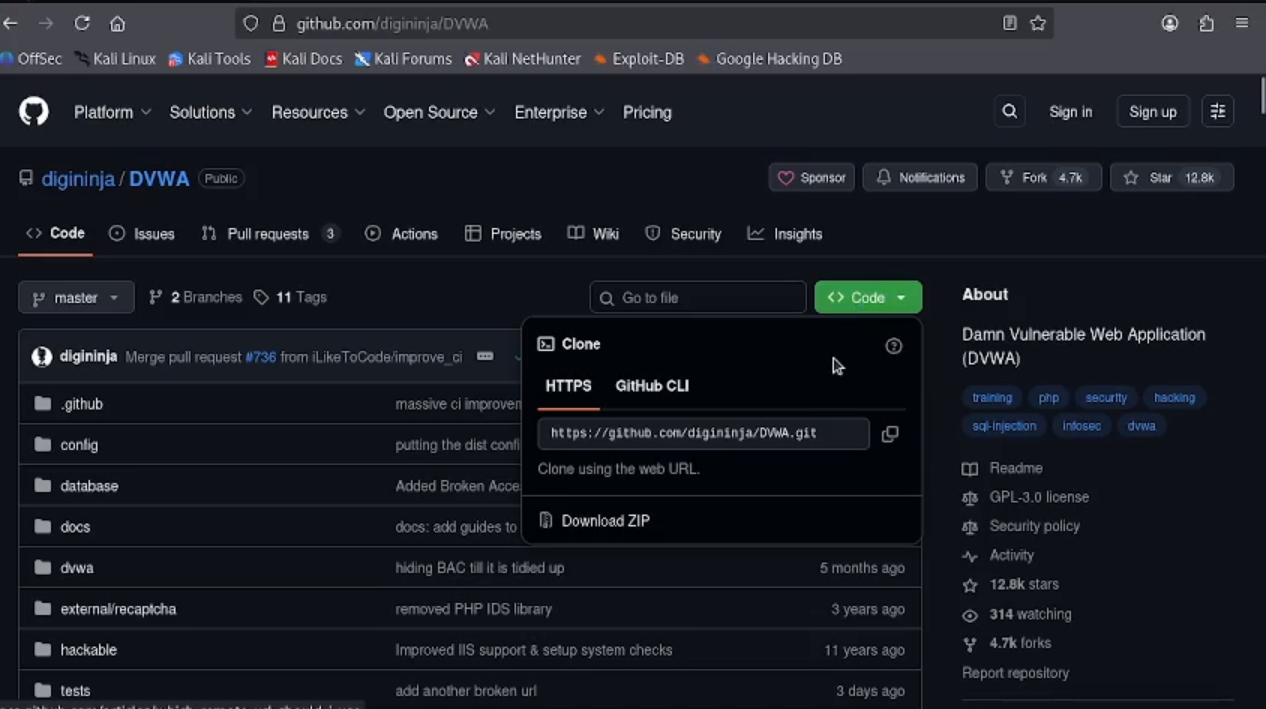 github.com/digininja/DVWA
OffSec Kali Linux Kali Tools Kali Docs Kali Forums Kali NetHunter Exploit-DB Google Hacking DB
Platform Solutions Resources Open Source Enterprise Pricing Sign in Sign up
digininja / DVWA Public Sponsor Notifications Fork 4.7k Star 12.8k
Code Issues Pull requests 3 Actions Projects Wiki Security Insights
master 2 Branches 11 Tags Go to file Code
digininja Merge pull request #736 from iLikeToCode/improve_ci
.github massive ci improvem
config putting the dist confi
database Added Broken Acce
docs docs: add guides to
dvwa hiding BAC till it is tidied up 5 months ago
external/recaptcha removed PHP IDS library 3 years ago
hackable Improved IIS support & setup system checks 11 years ago
tests add another broken url 3 days ago
Clone
HTTPS GitHub CLI
https://github.com/digininja/DVWA.git
Clone using the web URL.
Download ZIP
About
Damn Vulnerable Web Application
(DVWA)
training php security hacking
sql-injection infosec dvwa
Readme
GPL-3.0 license
Security policy
Activity
12.8k stars
314 watching
4.7k forks
Report repository